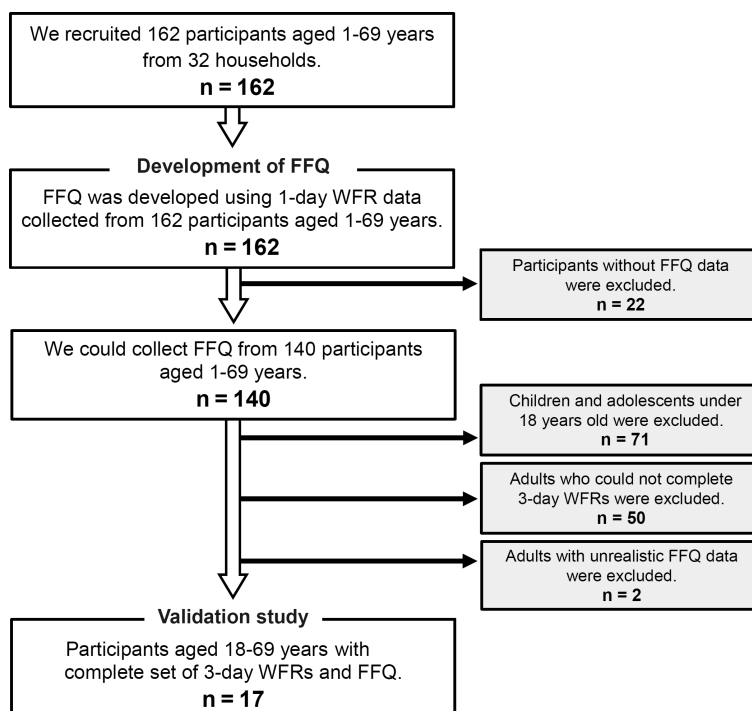 We recruited 162 participants aged 1-69 years
from 32 households.
n = 162
Development of FFQ
FFQ was developed using 1-day WFR data
collected from 162 participants aged 1-69 years.
n = 162
Participants without FFQ data
were excluded.
n = 22
We could collect FFQ from 140 participants
aged 1-69 years.
n = 140
Children and adolescents under
18 years old were excluded.
n = 71
Adults who could not complete
3-day WFRs were excluded.
n = 50
Adults with unrealistic FFQ data
were excluded.
n = 2
Validation study
Participants aged 18-69 years with
complete set of 3-day WFRs and FFQ.
n = 17